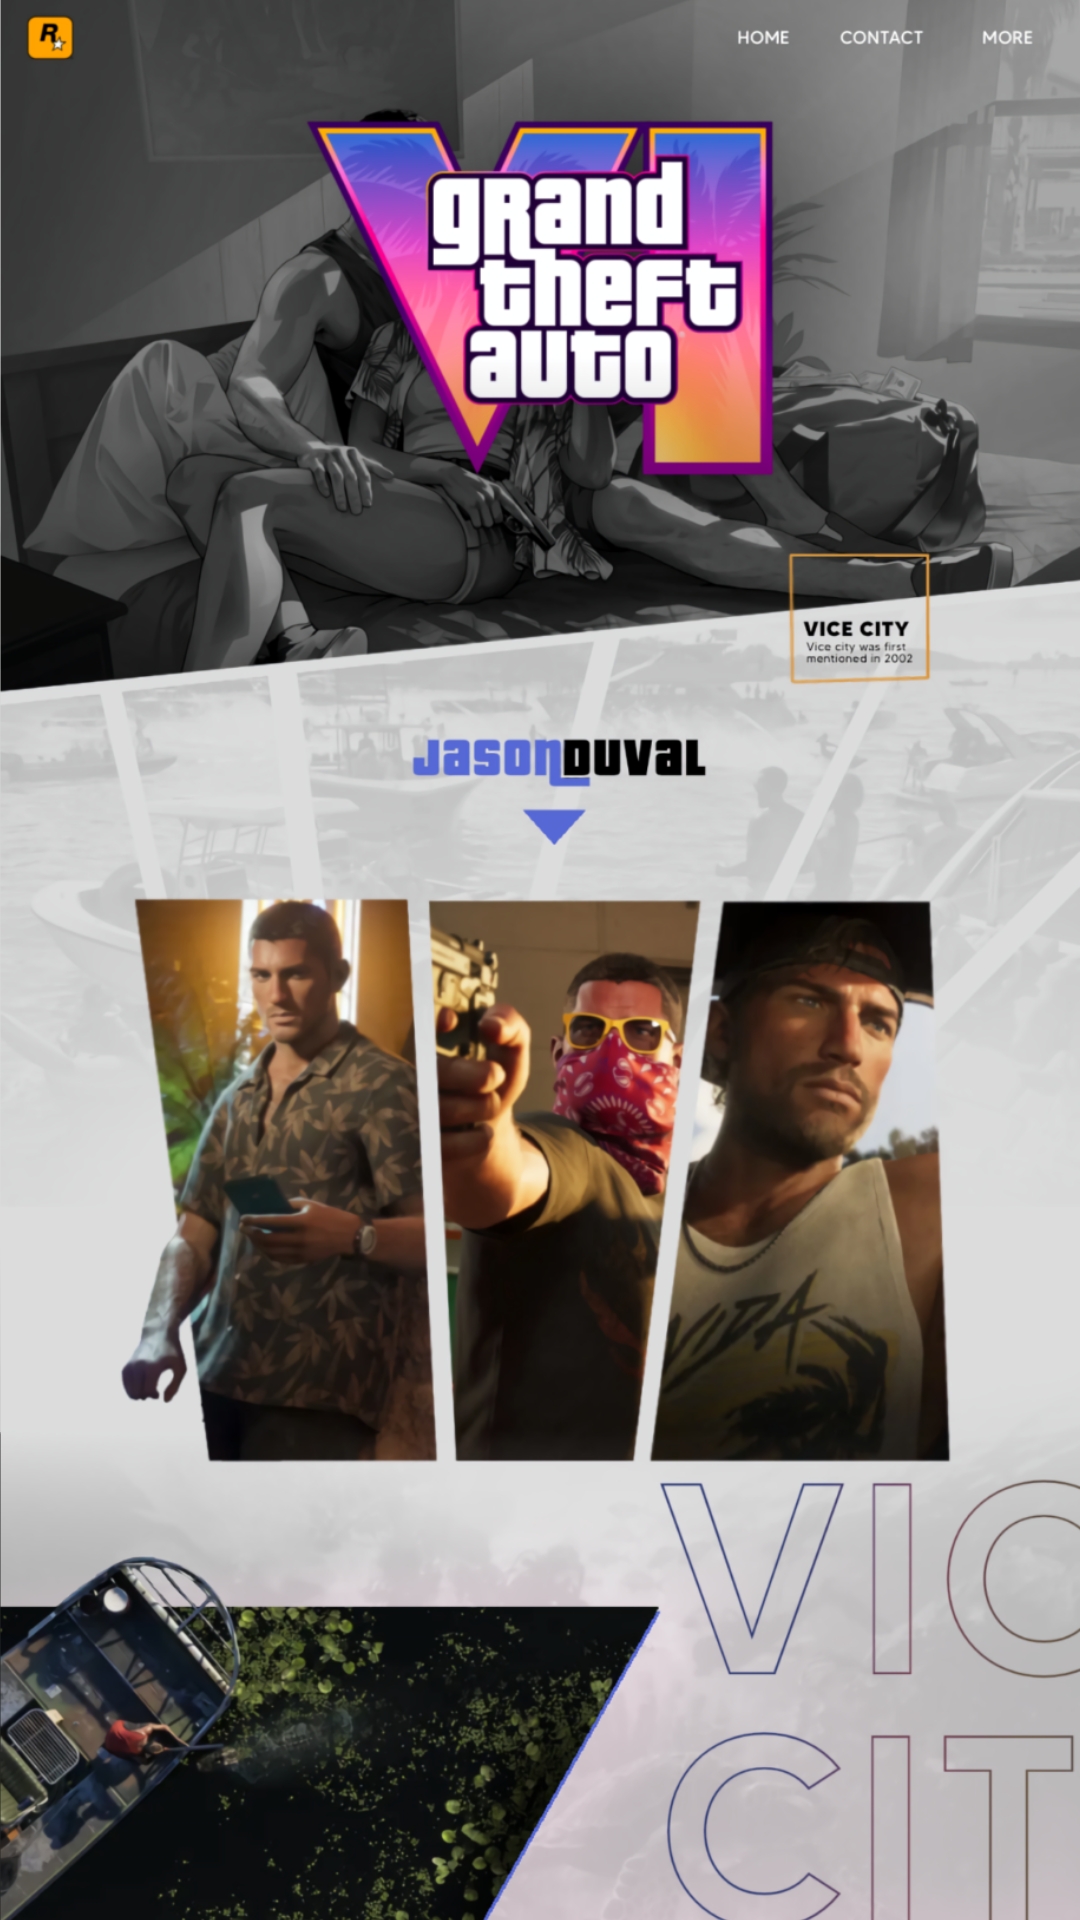 R
HOME CONTACT MORE
VI
grand
theft
auto
VICE CITY
Vice city was first
mentioned in 2002
JASONDUVAL
VIDA
VIC
CIT